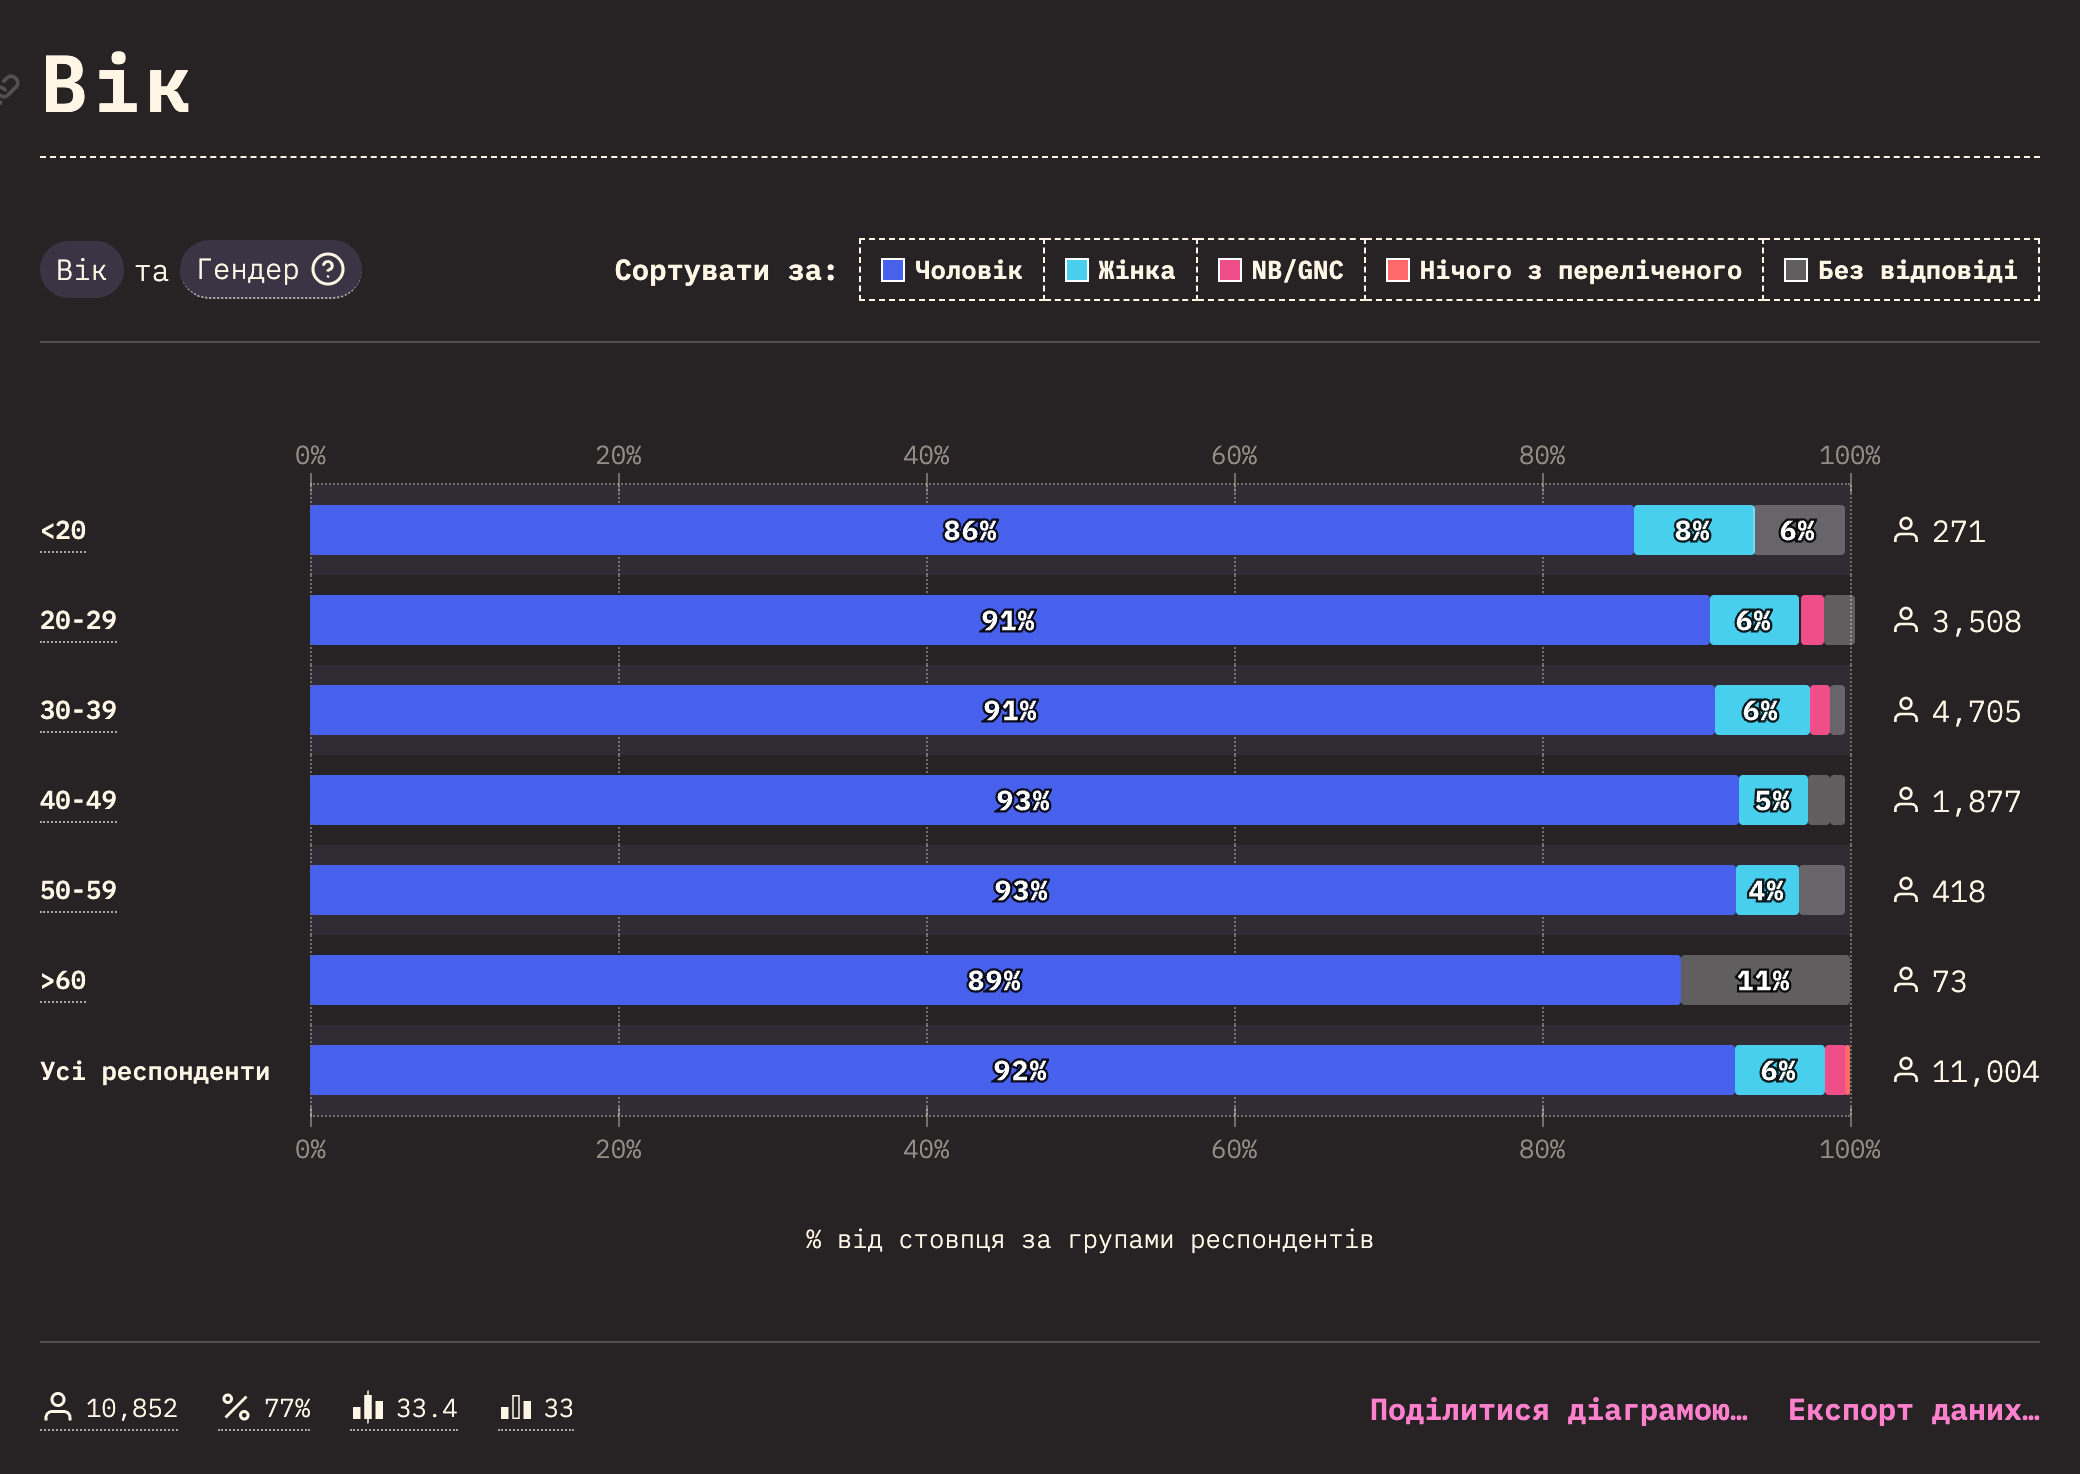 Вік
Вік та Гендер ?
Сортувати за: Чоловік Жінка NB/GNC Нічого з переліченого Без відповіді
0% 20% 40% 60% 80% 100%
<20 86% 8% 6% 271
20-29 91% 6% 3,508
30-39 91% 6% 4,705
40-49 93% 5% 1,877
50-59 93% 4% 418
>60 89% 11% 73
Усі респонденти 92% 6% 11,004
0% 20% 40% 60% 80% 100%
% від стовпця за групами респондентів
10,852 % 77% 33.4 33 Поділитися діаграмою… Експорт даних…